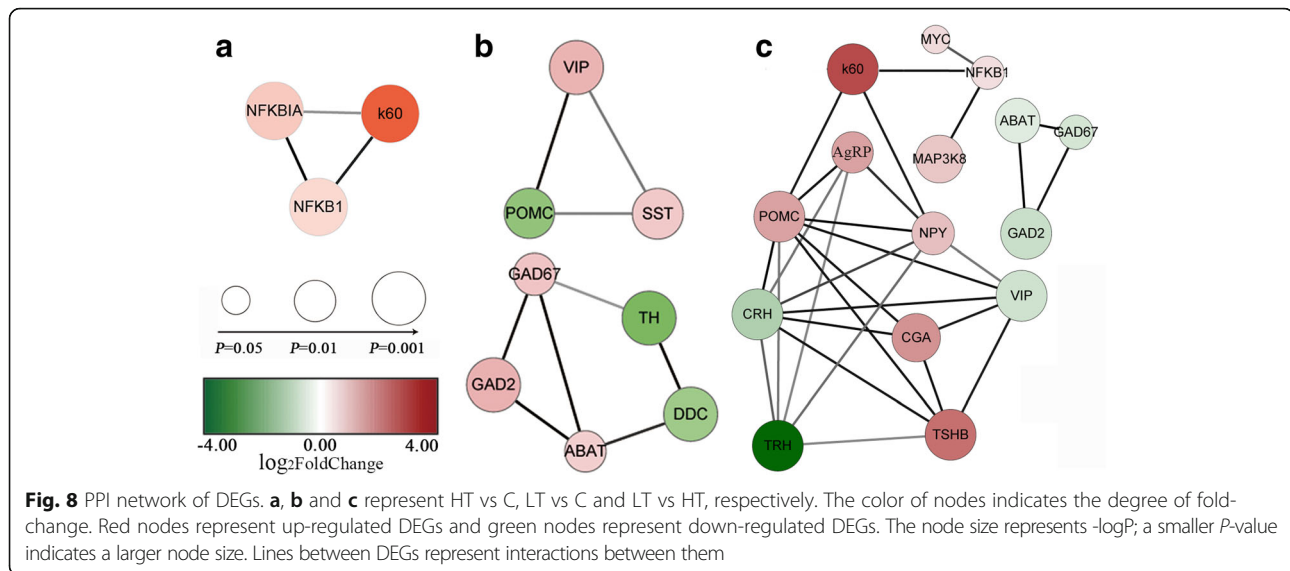 a
NFKBIA
k60
NFKB1
P=0.05 P=0.01 P=0.001
-4.00 0.00 4.00
log2FoldChange
b
VIP
POMC
SST
GAD67
TH
GAD2
DDC
ABAT
c
MYC
k60
NFKB1
ABAT
GAD67
AgRP
MAP3K8
POMC
NPY
GAD2
VIP
CRH
CGA
TRH
TSHB
Fig. 8 PPI network of DEGs. a, b and c represent HT vs C, LT vs C and LT vs HT, respectively. The color of nodes indicates the degree of fold-
change. Red nodes represent up-regulated DEGs and green nodes represent down-regulated DEGs. The node size represents -logP; a smaller P-value
indicates a larger node size. Lines between DEGs represent interactions between them